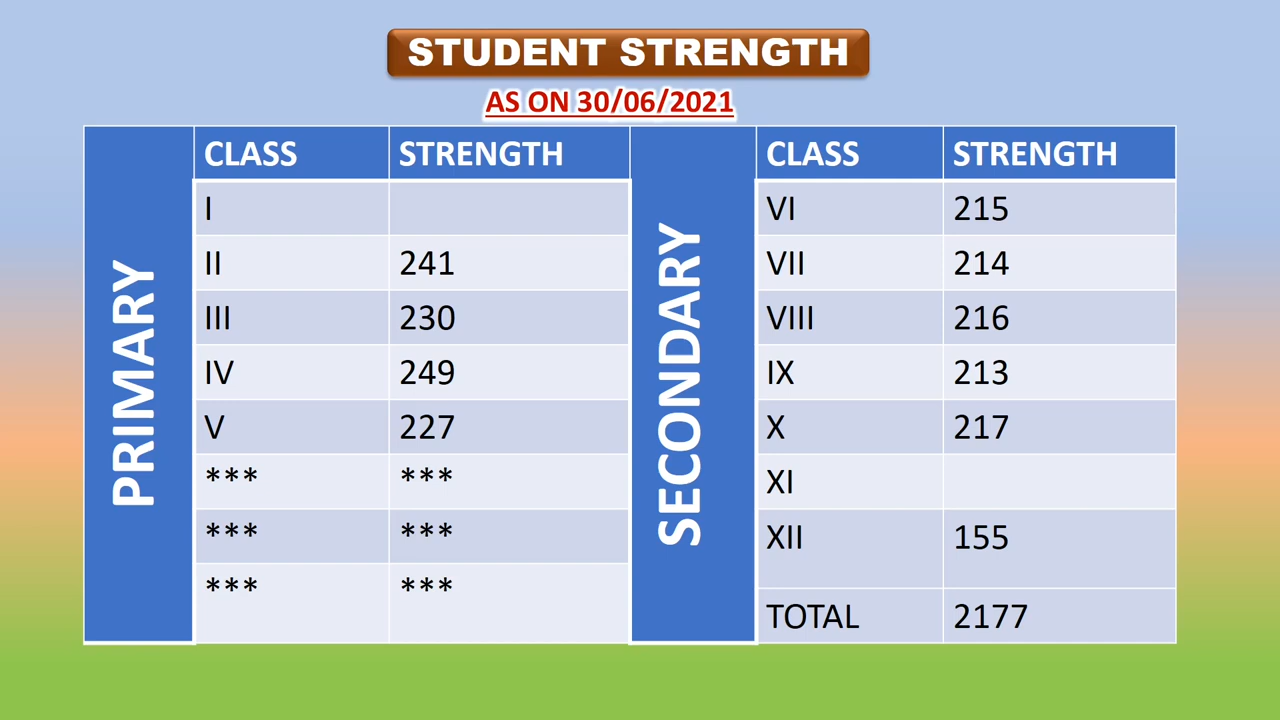 STUDENT STRENGTH
AS ON 30/06/2021
PRIMARY
CLASS STRENGTH
I
II 241
III 230
IV 249
V 227
*** ***
*** ***
*** ***
SECONDARY
CLASS STRENGTH
VI 215
VII 214
VIII 216
IX 213
X 217
XI
XII 155
TOTAL 2177